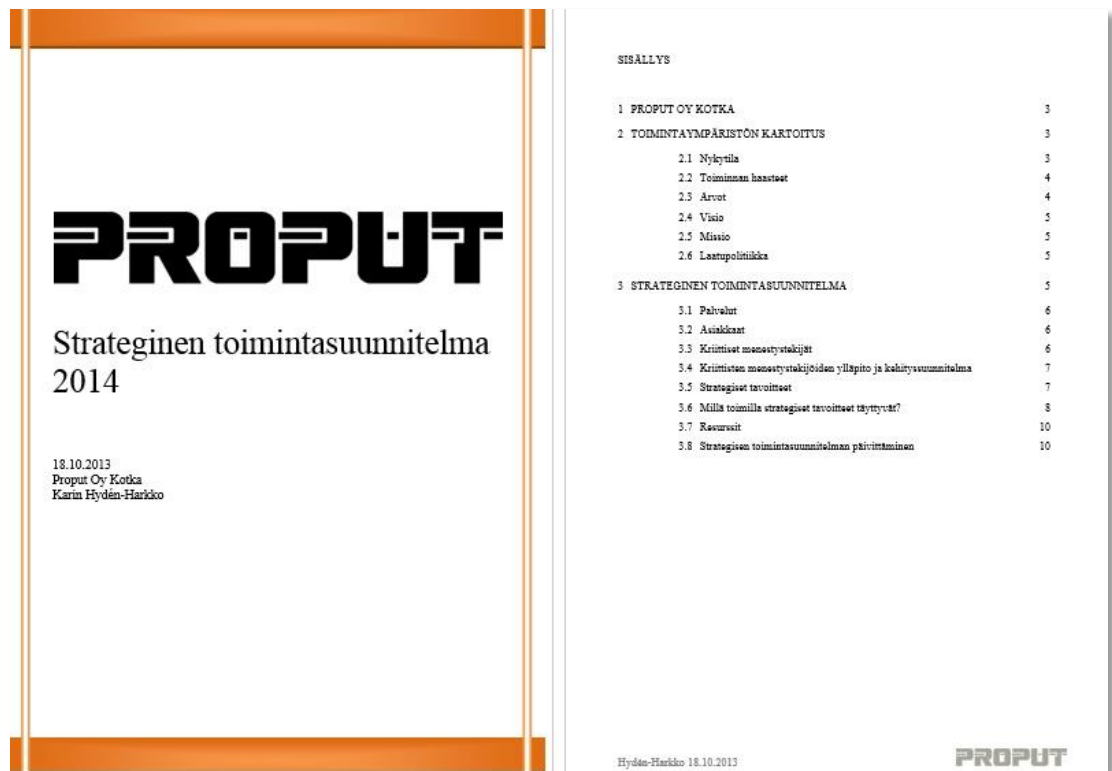 PROPUT
Strateginen toimintasuunnitelma
2014
18.10.2013
Proput Oy Kotka
Karin Hydén-Harkko
SISÄLLYS
1 PROPUT OY KOTKA 3
2 TOIMINTAYMPÄRISTÖN KARTOITUS 3
2.1 Nykytila 3
2.2 Toiminnan haasteet 4
2.3 Arvot 4
2.4 Visio 5
2.5 Missio 5
2.6 Laatupolitiikka 5
3 STRATEGINEN TOIMINTASUUNNITELMA 5
3.1 Palvelut 6
3.2 Asiakkaat 6
3.3 Kriittiset menestystekijät 6
3.4 Kriittisten menestystekijöiden ylläpito ja kehityssuunnitelma 7
3.5 Strategiset tavoitteet 7
3.6 Millä toimilla strategiset tavoitteet täyttyvät? 8
3.7 Resurssit 10
3.8 Strategisen toimintasuunnitelman päivittäminen 10
Hydén-Harkko 18.10.2013
PROPUT